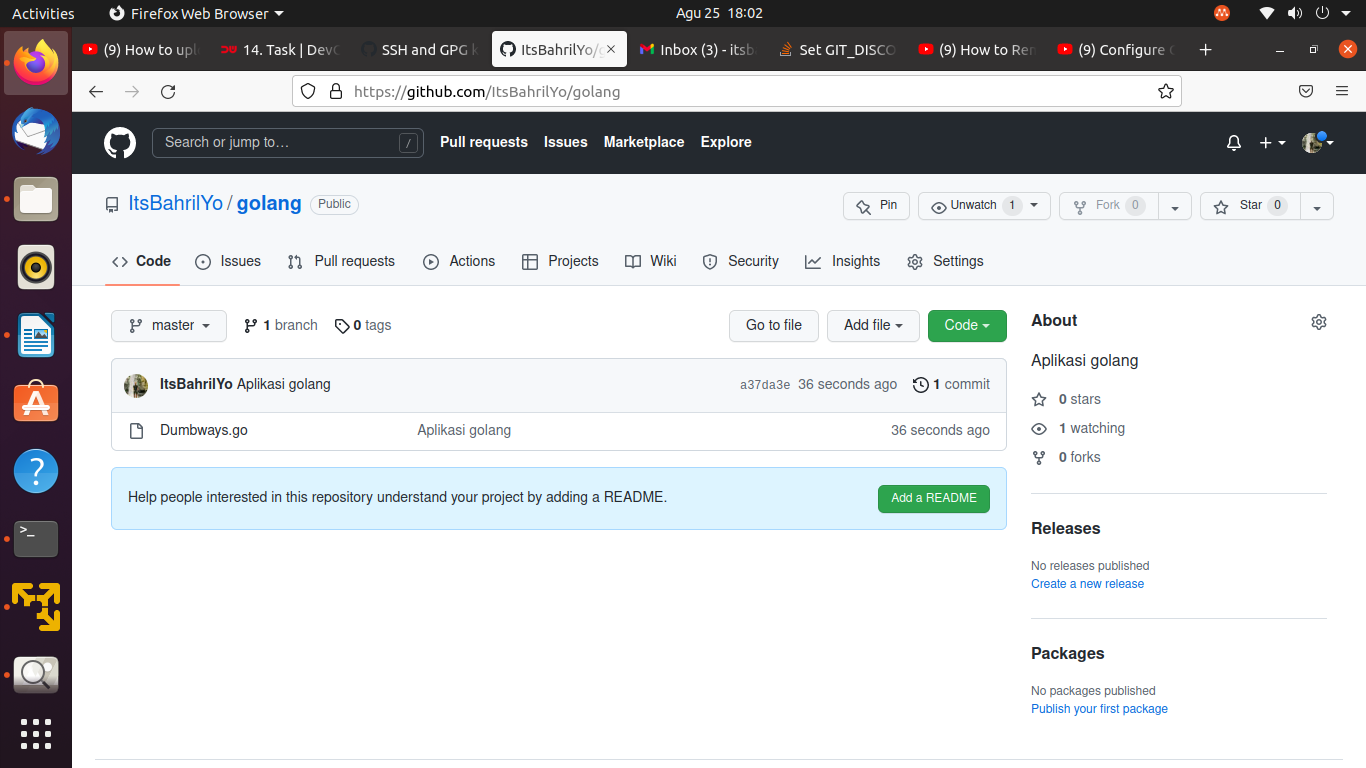 Activities Firefox Web Browser Agu 25 18:02
(9) How to upl 14. Task | DevO SSH and GPG k ItsBahrilYo/g Inbox (3) - itsb Set GIT_DISCO (9) How to Ren (9) Configure
https://github.com/ItsBahrilYo/golang
Search or jump to… / Pull requests Issues Marketplace Explore
ItsBahrilYo / golang Public Pin Unwatch 1 Fork 0 Star 0
Code Issues Pull requests Actions Projects Wiki Security Insights Settings
master 1 branch 0 tags Go to file Add file Code
ItsBahrilYo Aplikasi golang a37da3e 36 seconds ago 1 commit
Dumbways.go Aplikasi golang 36 seconds ago
Help people interested in this repository understand your project by adding a README. Add a README
About
Aplikasi golang
0 stars
1 watching
0 forks
Releases
No releases published
Create a new release
Packages
No packages published
Publish your first package